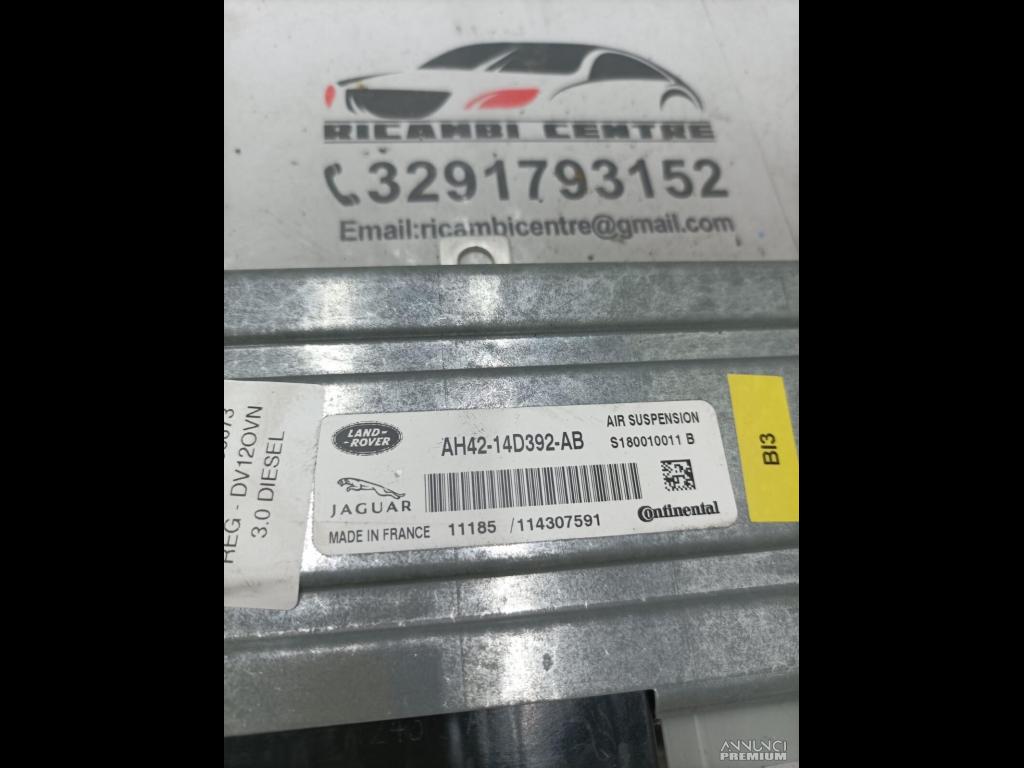 RICAMBI CENTRE
3291793152
Email:ricambicentre@gmail.com
LAND-
ROVER
AH42-14D392-AB
AIR SUSPENSION
S180010011 B
JAGUAR
MADE IN FRANCE
11185 / 114307591
Continental
REG - DV12OVN
3.0 DIESEL
BI3
ANNUNCI
PREMIUM